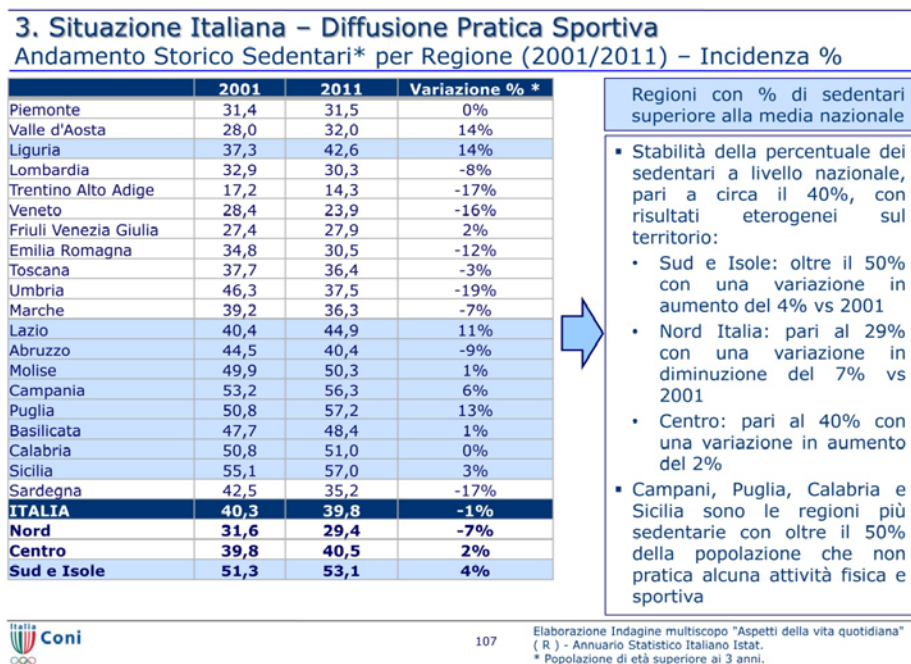 3. Situazione Italiana – Diffusione Pratica Sportiva
Andamento Storico Sedentari* per Regione (2001/2011) – Incidenza %
2001 2011 Variazione % *
Piemonte 31,4 31,5 0%
Valle d'Aosta 28,0 32,0 14%
Liguria 37,3 42,6 14%
Lombardia 32,9 30,3 -8%
Trentino Alto Adige 17,2 14,3 -17%
Veneto 28,4 23,9 -16%
Friuli Venezia Giulia 27,4 27,9 2%
Emilia Romagna 34,8 30,5 -12%
Toscana 37,7 36,4 -3%
Umbria 46,3 37,5 -19%
Marche 39,2 36,3 -7%
Lazio 40,4 44,9 11%
Abruzzo 44,5 40,4 -9%
Molise 49,9 50,3 1%
Campania 53,2 56,3 6%
Puglia 50,8 57,2 13%
Basilicata 47,7 48,4 1%
Calabria 50,8 51,0 0%
Sicilia 55,1 57,0 3%
Sardegna 42,5 35,2 -17%
ITALIA 40,3 39,8 -1%
Nord 31,6 29,4 -7%
Centro 39,8 40,5 2%
Sud e Isole 51,3 53,1 4%
Regioni con % di sedentari
superiore alla media nazionale
▪ Stabilità della percentuale dei
sedentari a livello nazionale,
pari a circa il 40%, con
risultati eterogenei sul
territorio:
• Sud e Isole: oltre il 50%
con una variazione in
aumento del 4% vs 2001
• Nord Italia: pari al 29%
con una variazione in
diminuzione del 7% vs
2001
• Centro: pari al 40% con
una variazione in aumento
del 2%
▪ Campani, Puglia, Calabria e
Sicilia sono le regioni più
sedentarie con oltre il 50%
della popolazione che non
pratica alcuna attività fisica e
sportiva
Italia
Coni
107
Elaborazione Indagine multiscopo "Aspetti della vita quotidiana"
( R ) - Annuario Statistico Italiano Istat.
* Popolazione di età superiore ai 3 anni.